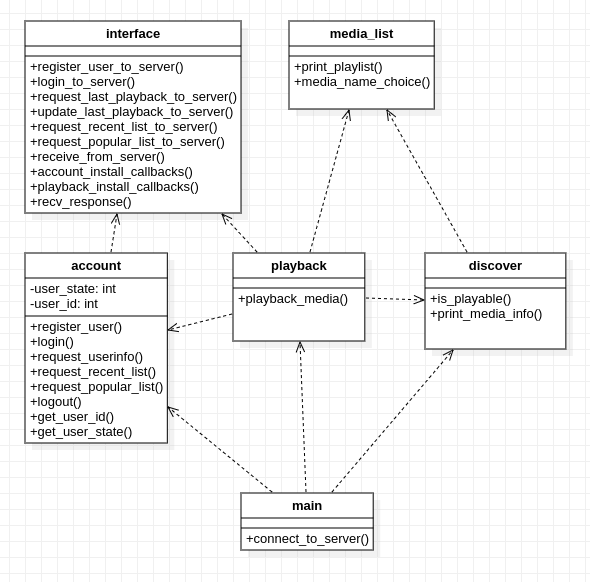 interface
+register_user_to_server()
+login_to_server()
+request_last_playback_to_server()
+update_last_playback_to_server()
+request_recent_list_to_server()
+request_popular_list_to_server()
+receive_from_server()
+account_install_callbacks()
+playback_install_callbacks()
+recv_response()
media_list
+print_playlist()
+media_name_choice()
account
-user_state: int
-user_id: int
+register_user()
+login()
+request_userinfo()
+request_recent_list()
+request_popular_list()
+logout()
+get_user_id()
+get_user_state()
playback
+playback_media()
discover
+is_playable()
+print_media_info()
main
+connect_to_server()